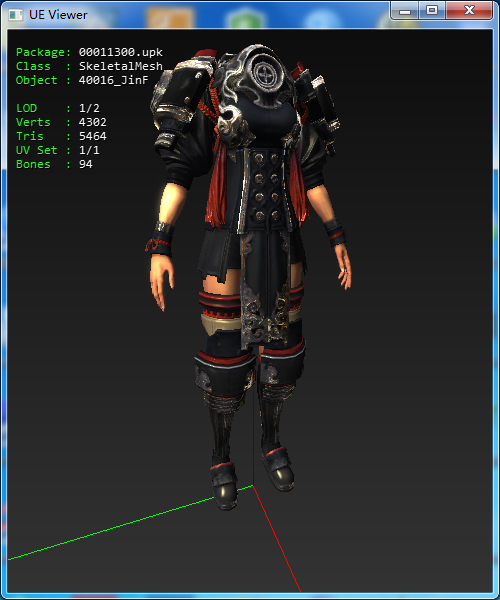 UE Viewer
Package: 00011300.upk
Class : SkeletalMesh
Object : 40016_JinF
LOD : 1/2
Verts : 4302
Tris : 5464
UV Set : 1/1
Bones : 94